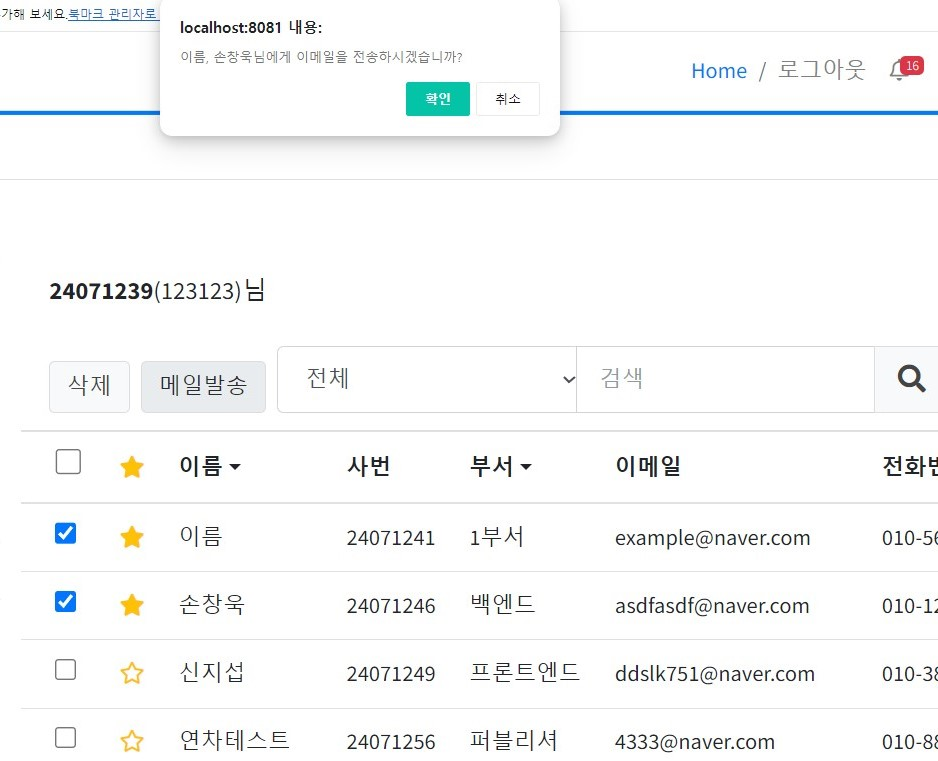 가해 보세요.북마크 관리자로
localhost:8081 내용:
이름, 손창욱님에게 이메일을 전송하시겠습니까?
확인 취소
Home / 로그아웃 16
24071239(123123)님
삭제 메일발송 전체 검색
이름 사번 부서 이메일 전화번
이름 24071241 1부서 example@naver.com 010-56
손창욱 24071246 백엔드 asdfasdf@naver.com 010-12
신지섭 24071249 프론트엔드 ddslk751@naver.com 010-38
연차테스트 24071256 퍼블리셔 4333@naver.com 010-88